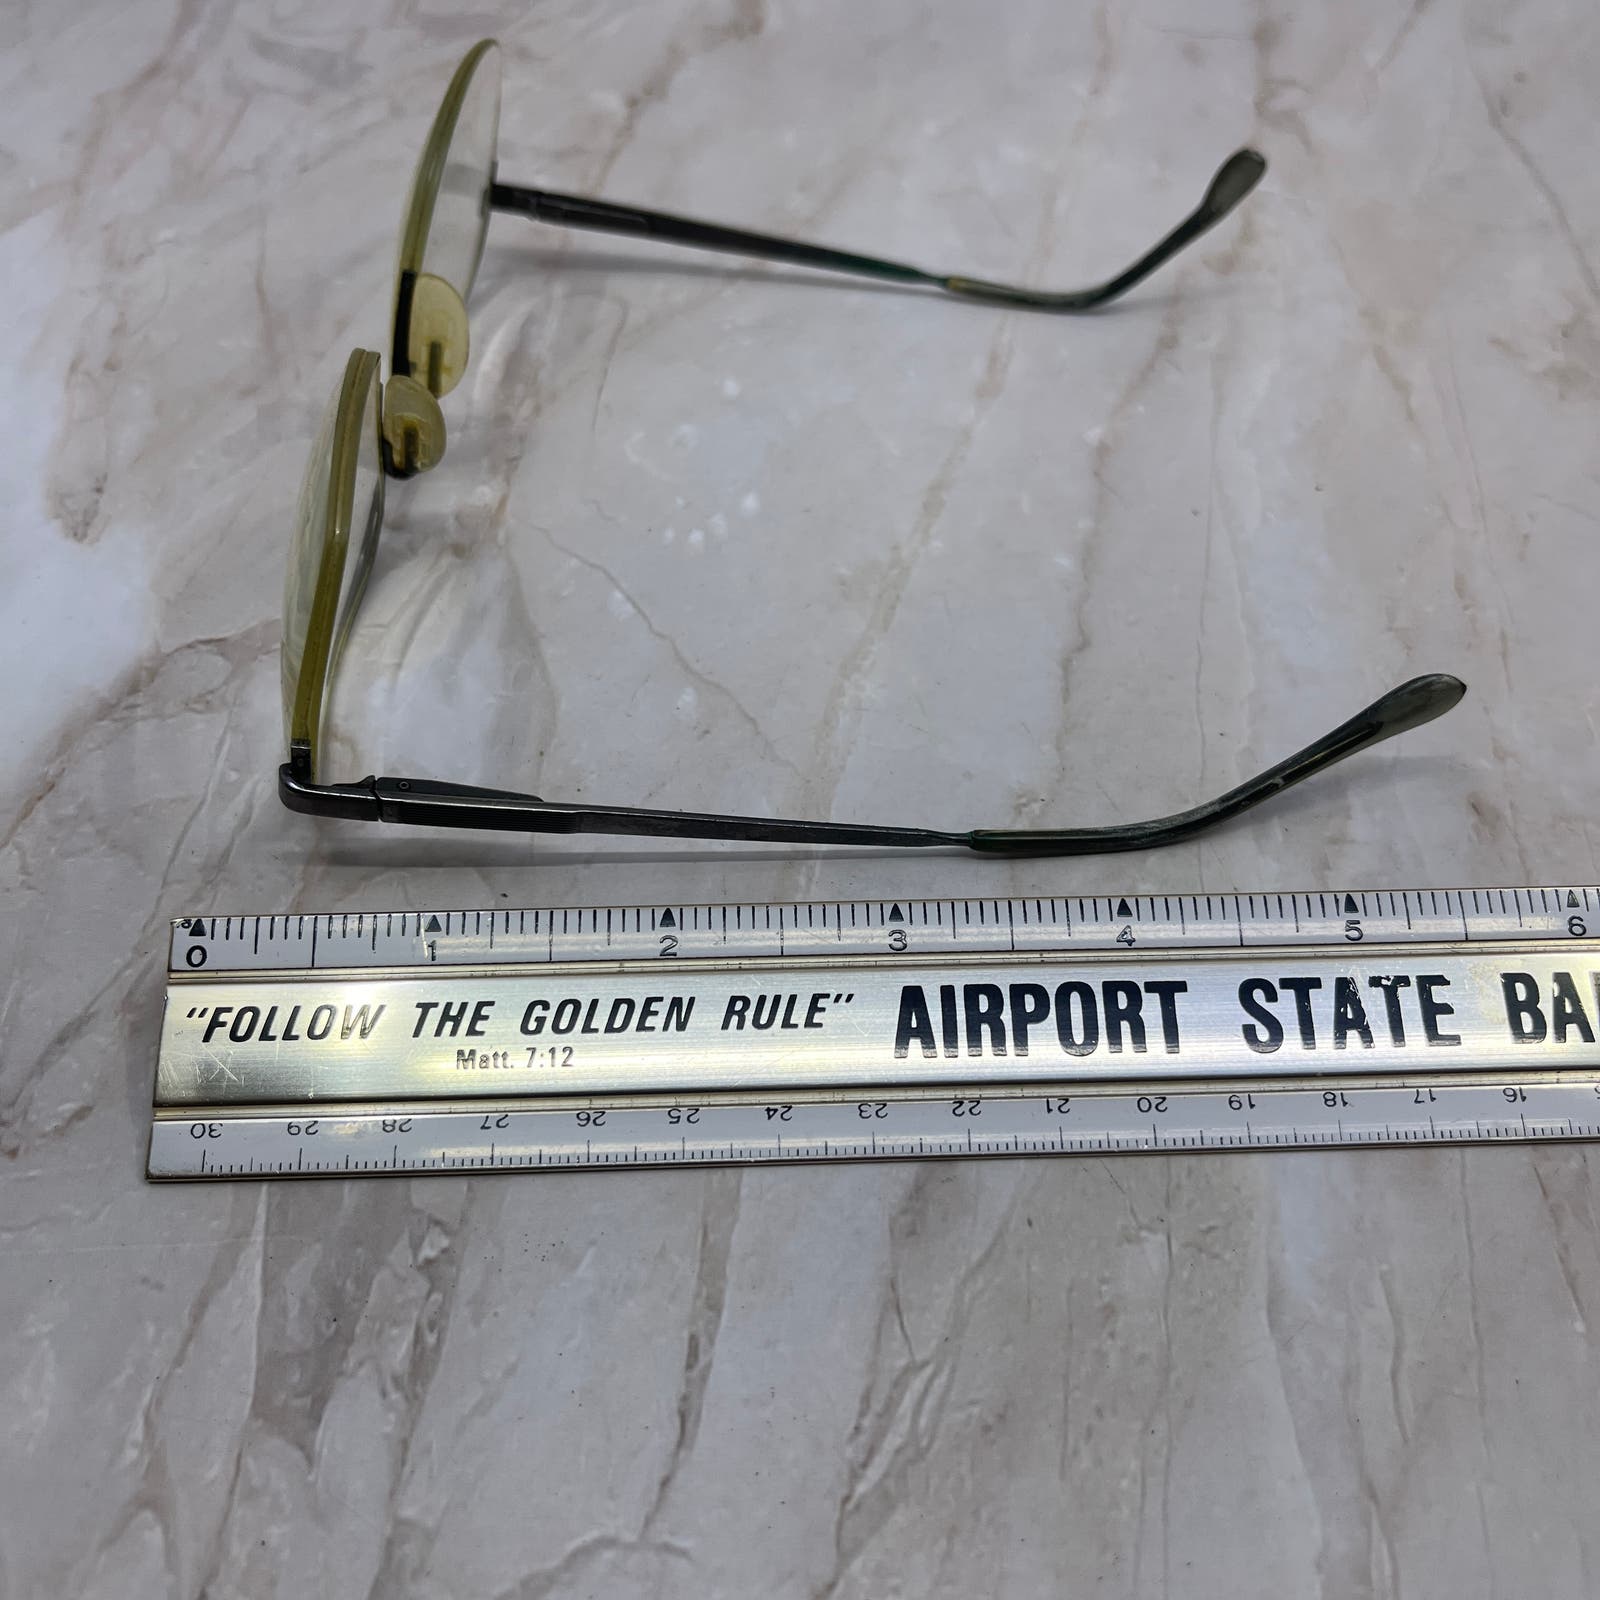 0 1 2 3 4 5 6
"FOLLOW THE GOLDEN RULE" AIRPORT STATE BA
Matt. 7:12
30 29 28 27 26 25 24 23 22 21 20 19 18 17 16